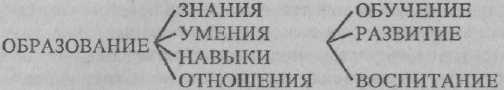 ЗНАНИЯ ОБУЧЕНИЕ
УМЕНИЯ РАЗВИТИЕ
ОБРАЗОВАНИЕ
НАВЫКИ
ОТНОШЕНИЯ ВОСПИТАНИЕ